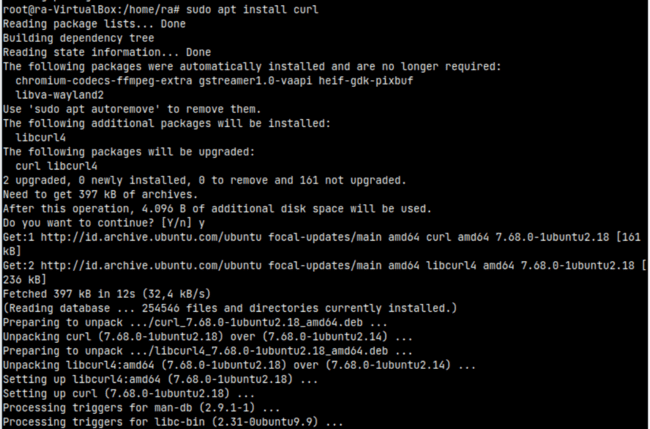 root@ra-VirtualBox:/home/ra# sudo apt install curl
Reading package lists... Done
Building dependency tree
Reading state information... Done
The following packages were automatically installed and are no longer required:
  chromium-codecs-ffmpeg-extra gstreamer1.0-vaapi heif-gdk-pixbuf
  libva-wayland2
Use 'sudo apt autoremove' to remove them.
The following additional packages will be installed:
  libcurl4
The following packages will be upgraded:
  curl libcurl4
2 upgraded, 0 newly installed, 0 to remove and 161 not upgraded.
Need to get 397 kB of archives.
After this operation, 4.096 B of additional disk space will be used.
Do you want to continue? [Y/n] y
Get:1 http://id.archive.ubuntu.com/ubuntu focal-updates/main amd64 curl amd64 7.68.0-1ubuntu2.18 [161
kB]
Get:2 http://id.archive.ubuntu.com/ubuntu focal-updates/main amd64 libcurl4 amd64 7.68.0-1ubuntu2.18 [
236 kB]
Fetched 397 kB in 12s (32,4 kB/s)
(Reading database ... 254546 files and directories currently installed.)
Preparing to unpack .../curl_7.68.0-1ubuntu2.18_amd64.deb ...
Unpacking curl (7.68.0-1ubuntu2.18) over (7.68.0-1ubuntu2.14) ...
Preparing to unpack .../libcurl4_7.68.0-1ubuntu2.18_amd64.deb ...
Unpacking libcurl4:amd64 (7.68.0-1ubuntu2.18) over (7.68.0-1ubuntu2.14) ...
Setting up libcurl4:amd64 (7.68.0-1ubuntu2.18) ...
Setting up curl (7.68.0-1ubuntu2.18) ...
Processing triggers for man-db (2.9.1-1) ...
Processing triggers for libc-bin (2.31-0ubuntu9.9) ...